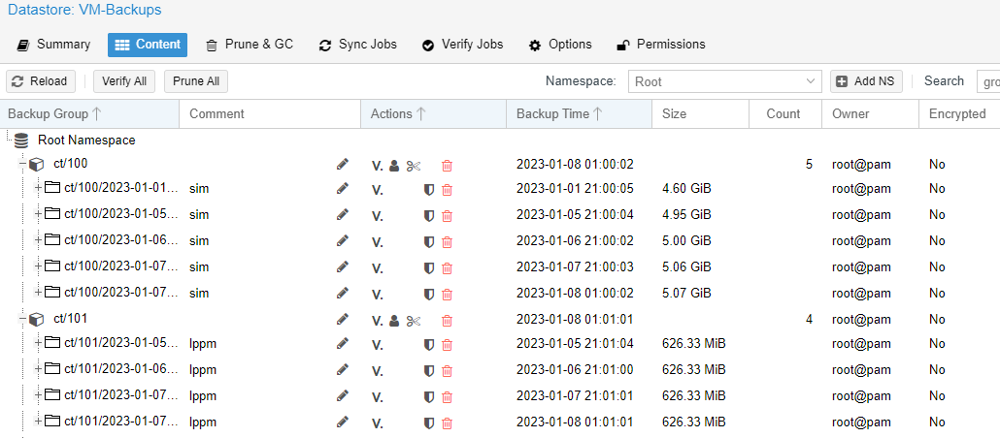 Datastore: VM-Backups
Summary Content Prune & GC Sync Jobs Verify Jobs Options Permissions
Reload Verify All Prune All Namespace: Root Add NS Search gro
Backup Group Comment Actions Backup Time Size Count Owner Encrypted
Root Namespace
ct/100 V. 2023-01-08 01:00:02 5 root@pam No
ct/100/2023-01-01... sim V. 2023-01-01 21:00:05 4.60 GiB root@pam No
ct/100/2023-01-05... sim V. 2023-01-05 21:00:04 4.95 GiB root@pam No
ct/100/2023-01-06... sim V. 2023-01-06 21:00:02 5.00 GiB root@pam No
ct/100/2023-01-07... sim V. 2023-01-07 21:00:03 5.06 GiB root@pam No
ct/100/2023-01-07... sim V. 2023-01-08 01:00:02 5.07 GiB root@pam No
ct/101 V. 2023-01-08 01:01:01 4 root@pam No
ct/101/2023-01-05... lppm V. 2023-01-05 21:01:04 626.33 MiB root@pam No
ct/101/2023-01-06... lppm V. 2023-01-06 21:01:00 626.33 MiB root@pam No
ct/101/2023-01-07... lppm V. 2023-01-07 21:01:01 626.33 MiB root@pam No
ct/101/2023-01-07... lppm V. 2023-01-08 01:01:01 626.33 MiB root@pam No